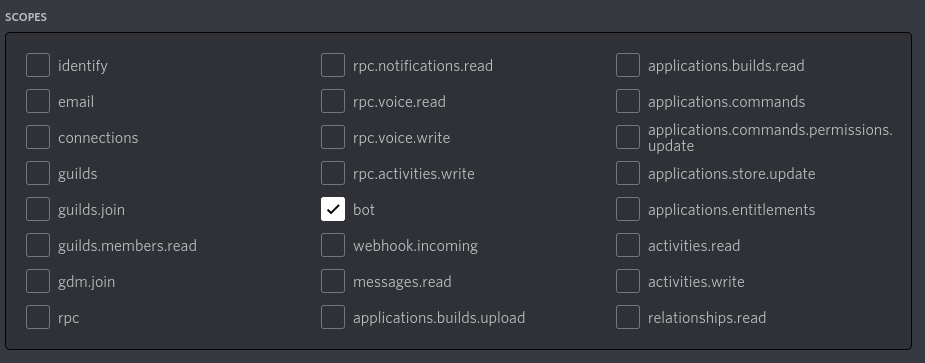 SCOPES
identify
email
connections
guilds
guilds.join
guilds.members.read
gdm.join
rpc
rpc.notifications.read
rpc.voice.read
rpc.voice.write
rpc.activities.write
bot
webhook.incoming
messages.read
applications.builds.upload
applications.builds.read
applications.commands
applications.commands.permissions.
update
applications.store.update
applications.entitlements
activities.read
activities.write
relationships.read